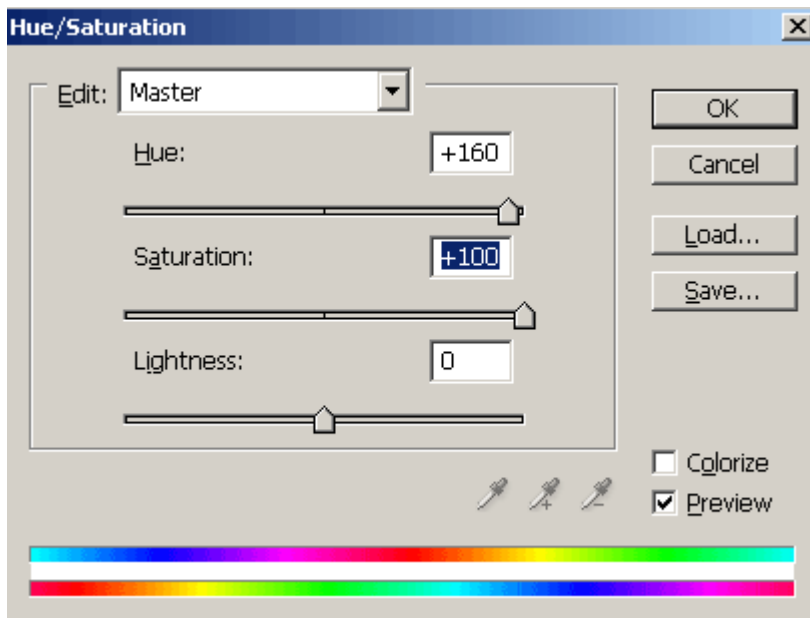 Hue/Saturation
Edit: Master
OK
Hue: +160
Cancel
Load...
Saturation: +100
Save...
Lightness: 0
Colorize
Preview